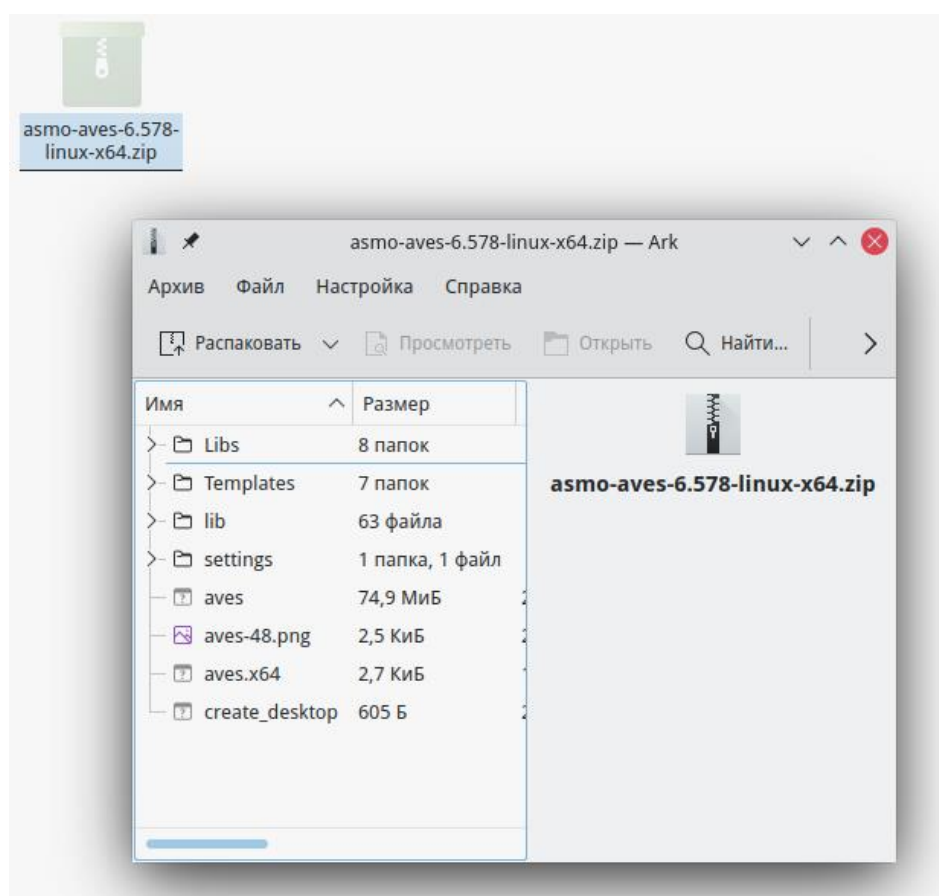 asmo-aves-6.578-
linux-x64.zip
asmo-aves-6.578-linux-x64.zip — Ark
Архив Файл Настройка Справка
Распаковать Просмотреть Открыть Найти...
Имя Размер
Libs 8 папок
Templates 7 папок
asmo-aves-6.578-linux-x64.zip
lib 63 файла
settings 1 папка, 1 файл
aves 74,9 МиБ
aves-48.png 2,5 КиБ
aves.x64 2,7 КиБ
create_desktop 605 Б